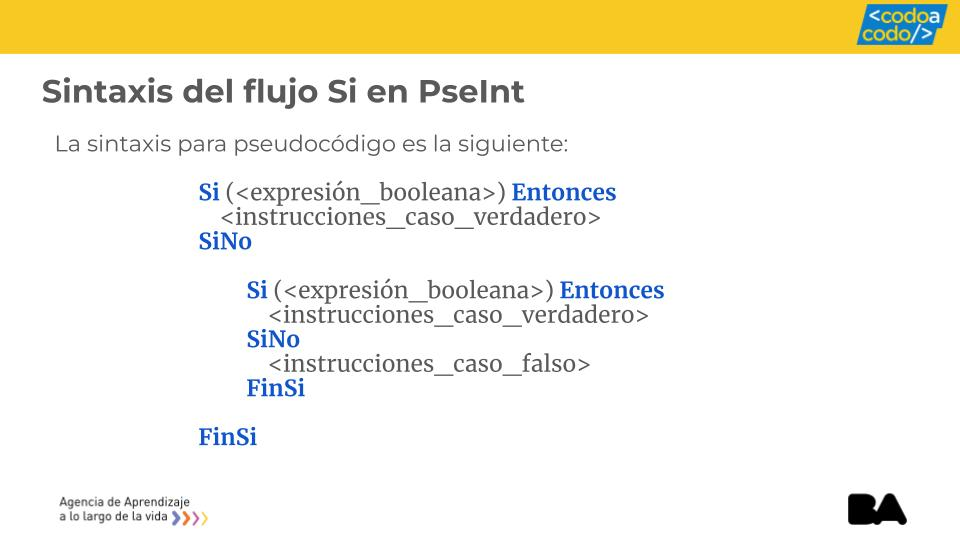 <codoa
codo/>
Sintaxis del flujo Si en PseInt
La sintaxis para pseudocódigo es la siguiente:
Si (<expresión_booleana>) Entonces
<instrucciones_caso_verdadero>
SiNo
Si (<expresión_booleana>) Entonces
<instrucciones_caso_verdadero>
SiNo
<instrucciones_caso_falso>
FinSi
FinSi
Agencia de Aprendizaje
a lo largo de la vida
BA